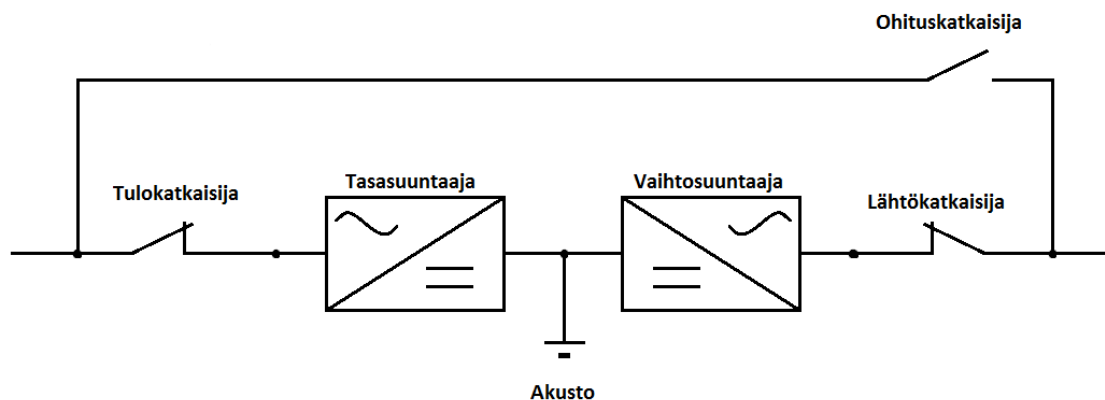 Ohituskatkaisija
Tulokatkaisija
Tasasuuntaaja
Vaihtosuuntaaja
Lähtökatkaisija
Akusto